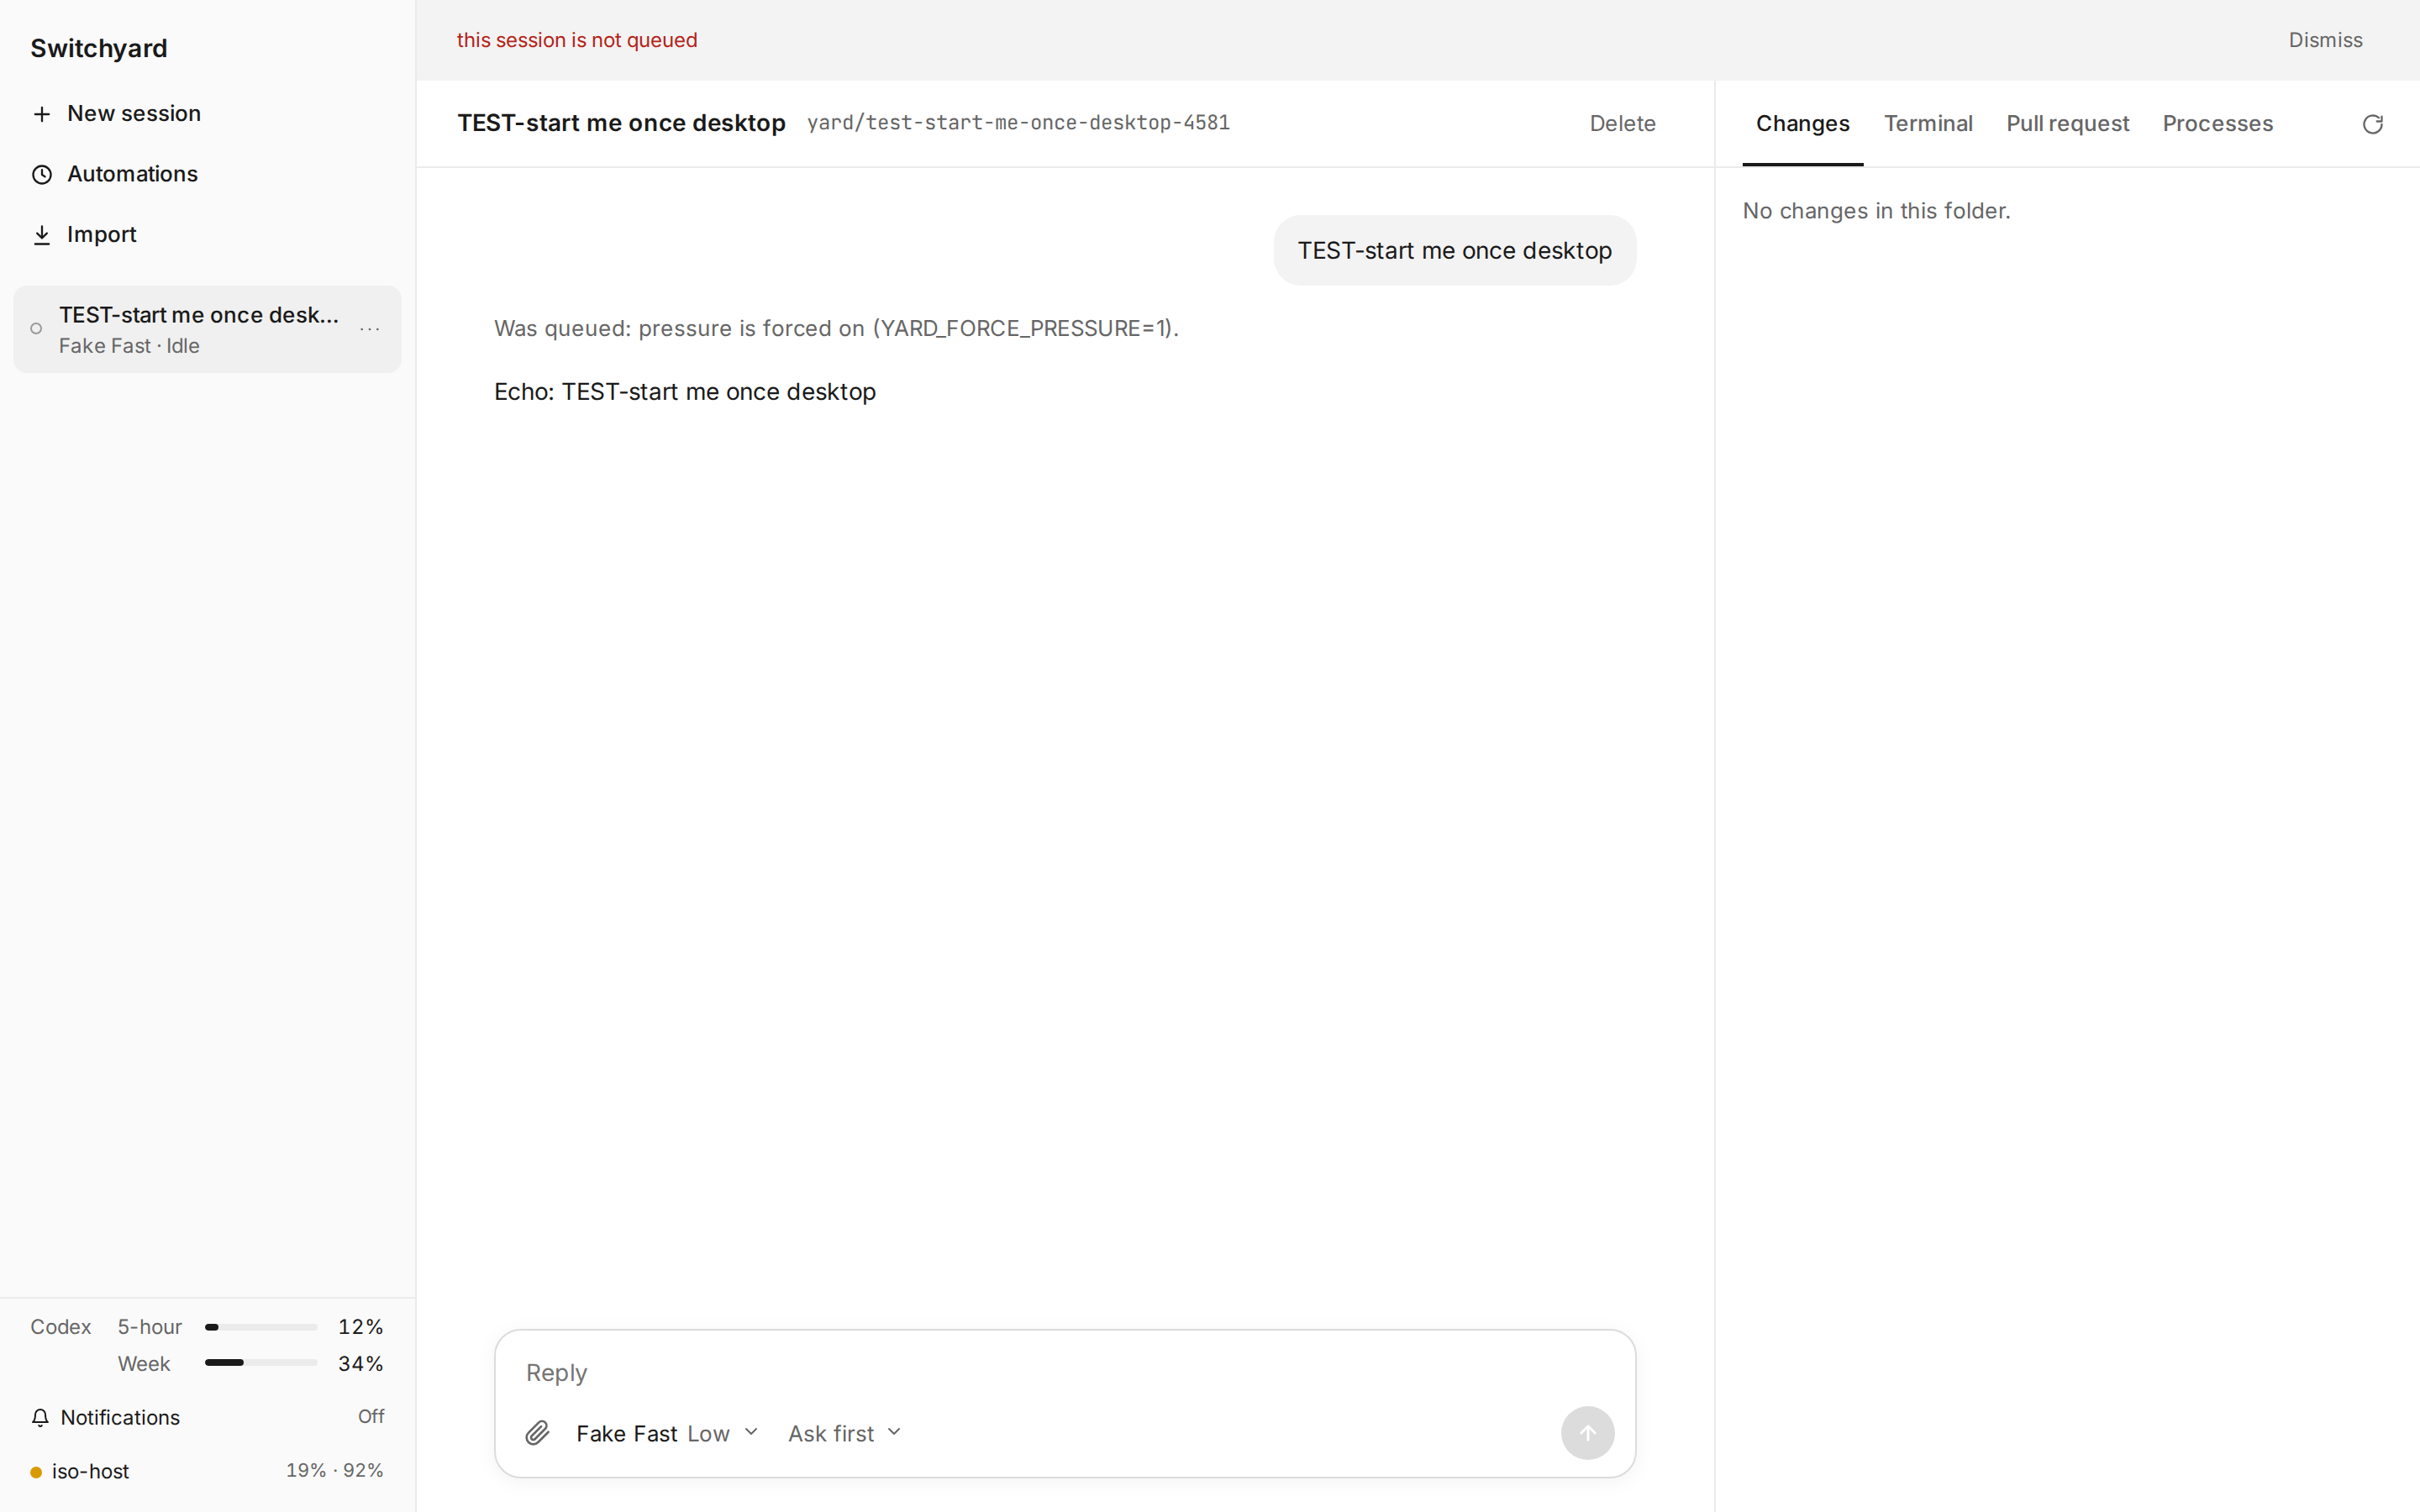 Switchyard
New session
Automations
Import
TEST-start me once desk...
Fake Fast · Idle
Codex 5-hour 12%
Week 34%
Notifications Off
iso-host 19% · 92%
this session is not queued Dismiss
TEST-start me once desktop yard/test-start-me-once-desktop-4581 Delete
TEST-start me once desktop
Was queued: pressure is forced on (YARD_FORCE_PRESSURE=1).
Echo: TEST-start me once desktop
Reply
Fake Fast Low Ask first
Changes Terminal Pull request Processes
No changes in this folder.